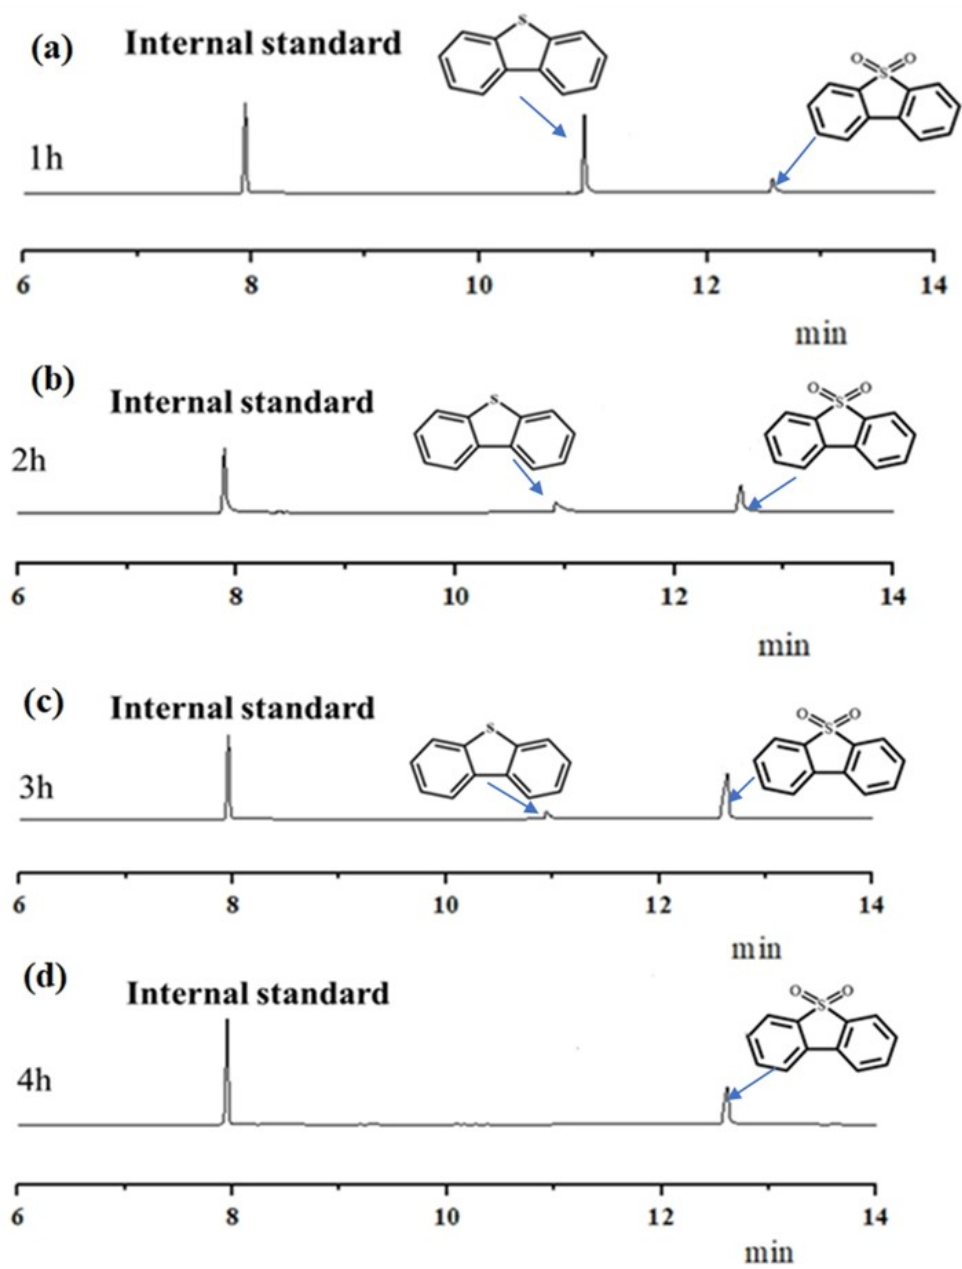 (a) Internal standard
S
O O
S
1h
6 8 10 12 14
min
(b) Internal standard
S
O O
S
2h
6 8 10 12 14
min
(c) Internal standard
S
O O
S
3h
6 8 10 12 14
min
(d) Internal standard
O O
S
4h
6 8 10 12 14
min